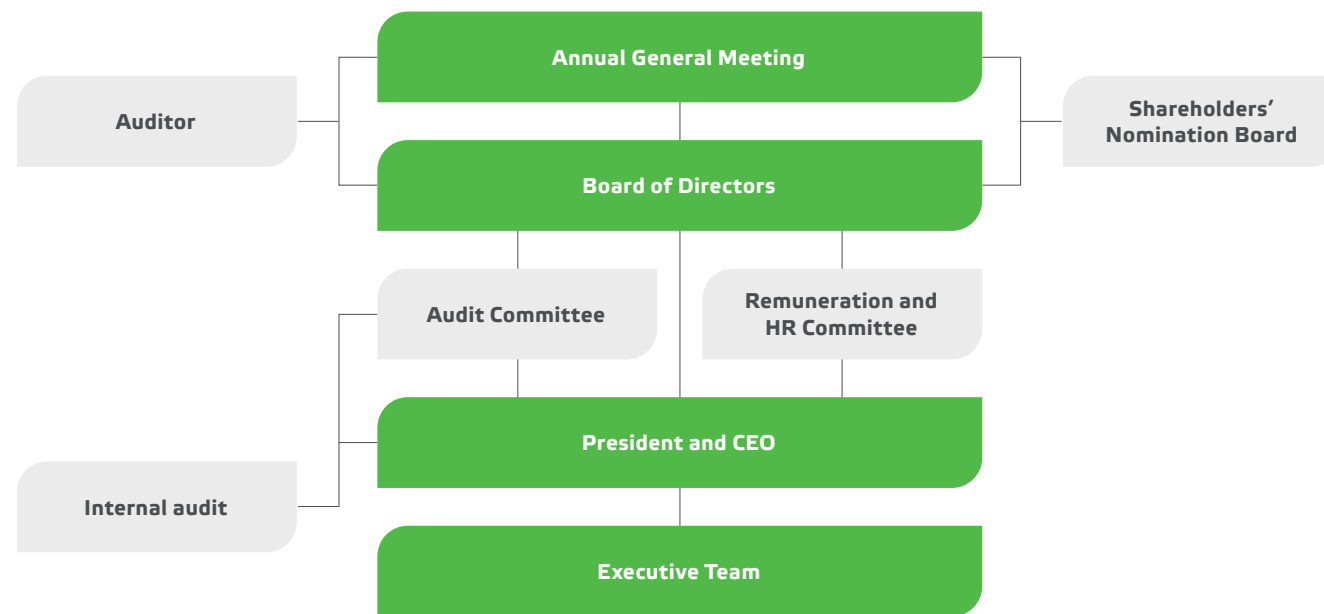 Annual General Meeting
Auditor
Shareholders’
Nomination Board
Board of Directors
Audit Committee
Remuneration and
HR Committee
President and CEO
Internal audit
Executive Team